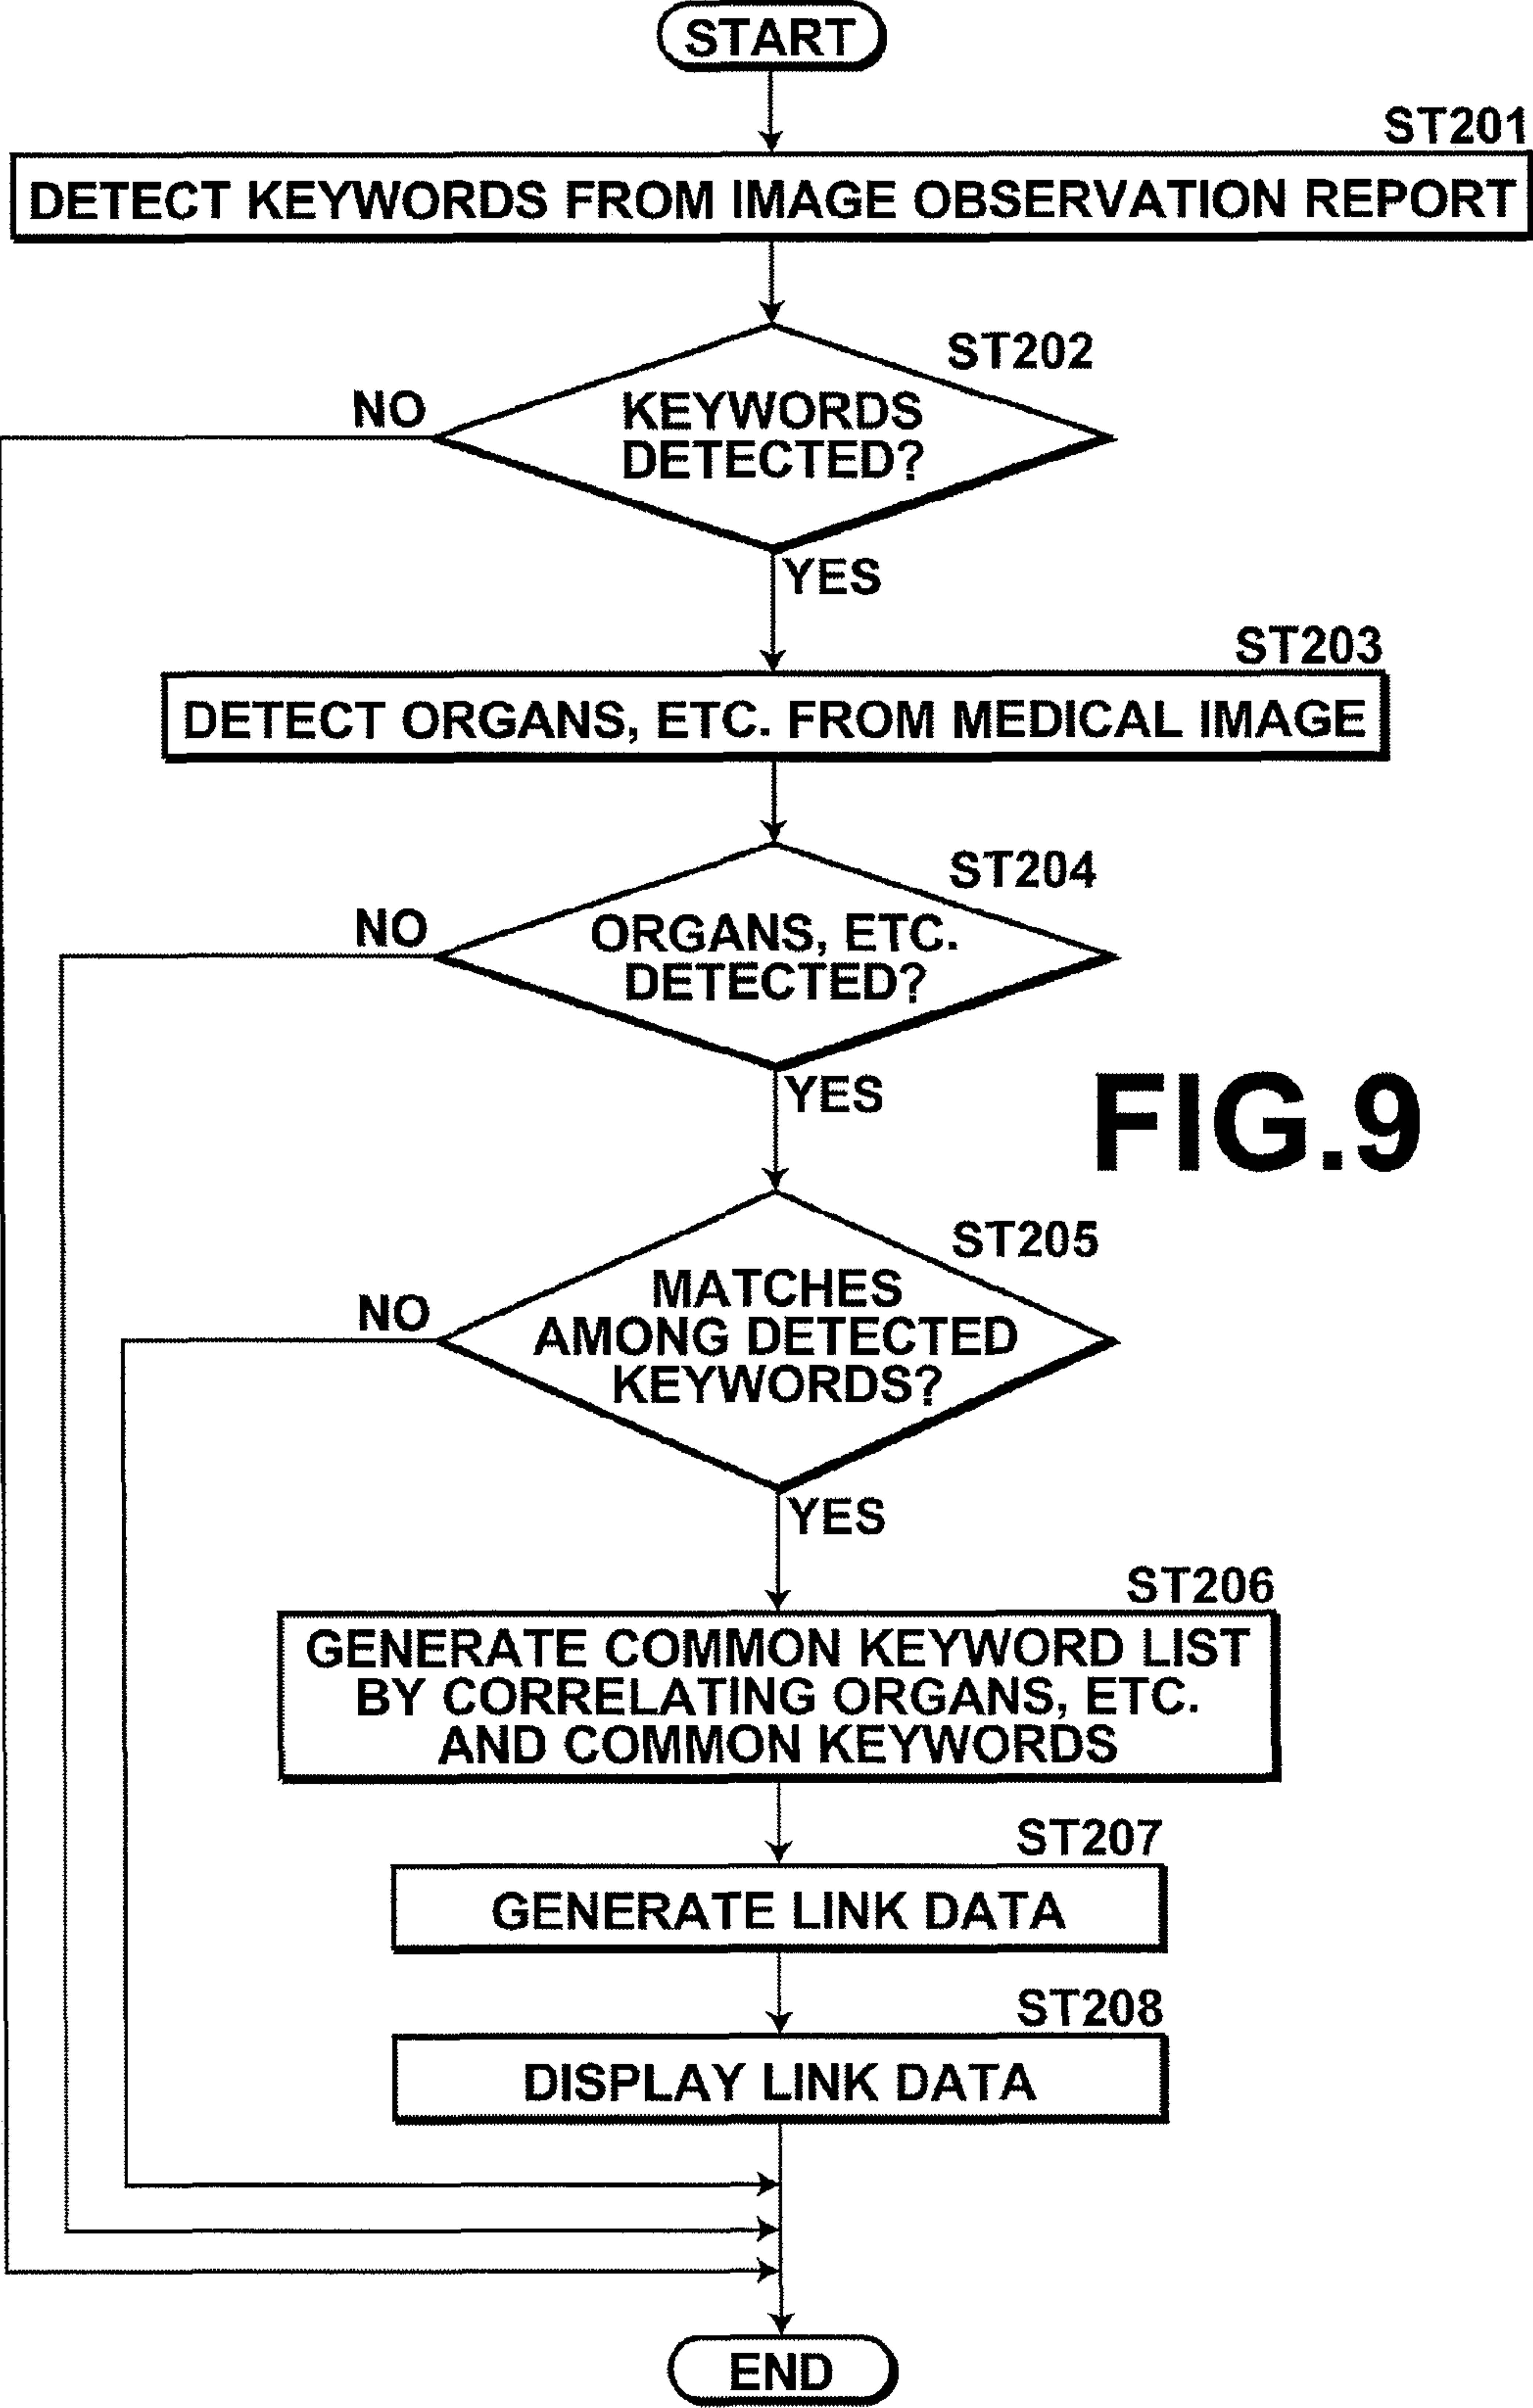 START
ST201
DETECT KEYWORDS FROM IMAGE OBSERVATION REPORT
ST202
NO
KEYWORDS
DETECTED?
YES
ST203
DETECT ORGANS, ETC. FROM MEDICAL IMAGE
ST204
NO
ORGANS, ETC.
DETECTED?
YES
FIG.9
ST205
NO
MATCHES
AMONG DETECTED
KEYWORDS?
YES
ST206
GENERATE COMMON KEYWORD LIST
BY CORRELATING ORGANS, ETC.
AND COMMON KEYWORDS
ST207
GENERATE LINK DATA
ST208
DISPLAY LINK DATA
END